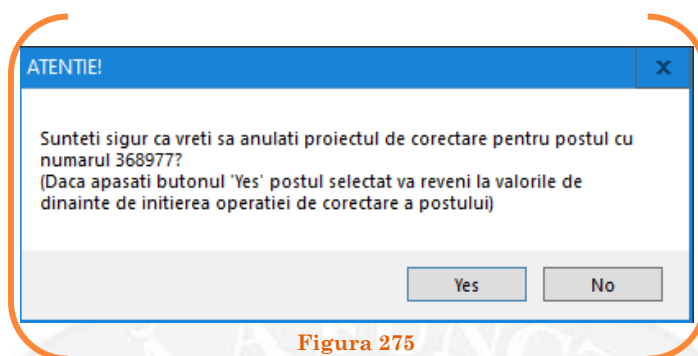 ATENTIE!
x
Sunteti sigur ca vreti sa anulati proiectul de corectare pentru postul cu
numarul 368977?
(Daca apasati butonul 'Yes' postul selectat va reveni la valorile de
dinainte de initierea operatiei de corectare a postului)
Yes No
Figura 275